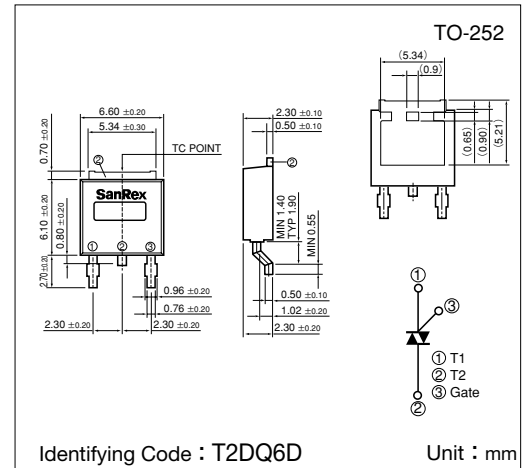 TO-252
(5.34)
(0.9)
(0.65)
(0.90)
(5.21)
6.60 ±0.20
5.34 ±0.30
0.70 ±0.20
②
TC POINT
SanRex
6.10 ±0.20
0.80 ±0.20
① ② ③
2.70 ±0.20
0.96 ±0.20
0.76 ±0.20
2.30 ±0.20
2.30 ±0.20
2.30 ±0.10
0.50 ±0.10
②
MIN 1.40
TYP 1.90
MIN 0.55
0.50 ±0.10
1.02 ±0.20
2.30 ±0.20
①
③
②
① T1
② T2
③ Gate
Identifying Code : T2DQ6D
Unit : mm